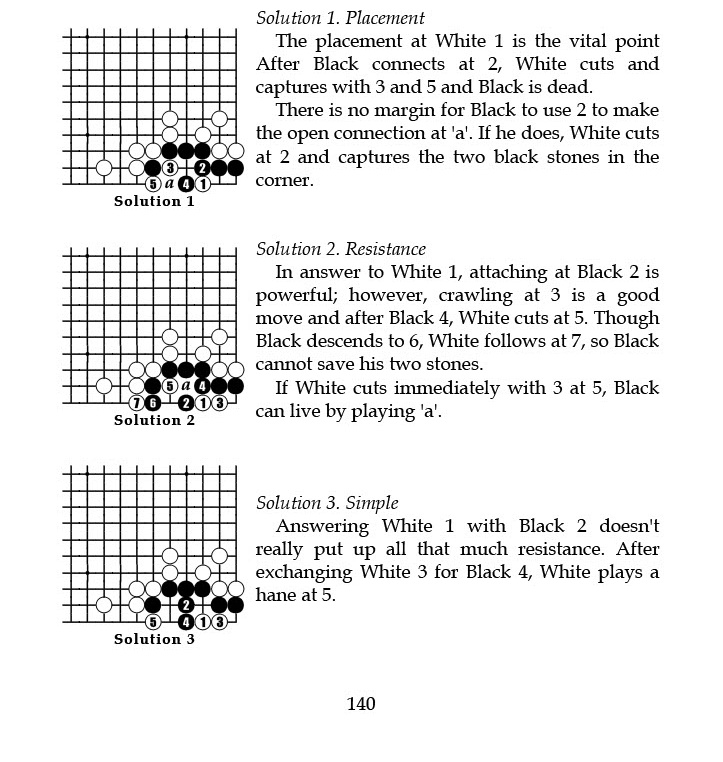 Solution 1. Placement
The placement at White 1 is the vital point
After Black connects at 2, White cuts and
captures with 3 and 5 and Black is dead.
There is no margin for Black to use 2 to make
the open connection at 'a'. If he does, White cuts
at 2 and captures the two black stones in the
corner.
3 2
5 a 4 1
Solution 1
Solution 2. Resistance
In answer to White 1, attaching at Black 2 is
powerful; however, crawling at 3 is a good
move and after Black 4, White cuts at 5. Though
Black descends to 6, White follows at 7, so Black
cannot save his two stones.
If White cuts immediately with 3 at 5, Black
can live by playing 'a'.
5 a 4
7 6 2 1 3
Solution 2
Solution 3. Simple
Answering White 1 with Black 2 doesn't
really put up all that much resistance. After
exchanging White 3 for Black 4, White plays a
hane at 5.
2
5 4 1 3
Solution 3
140